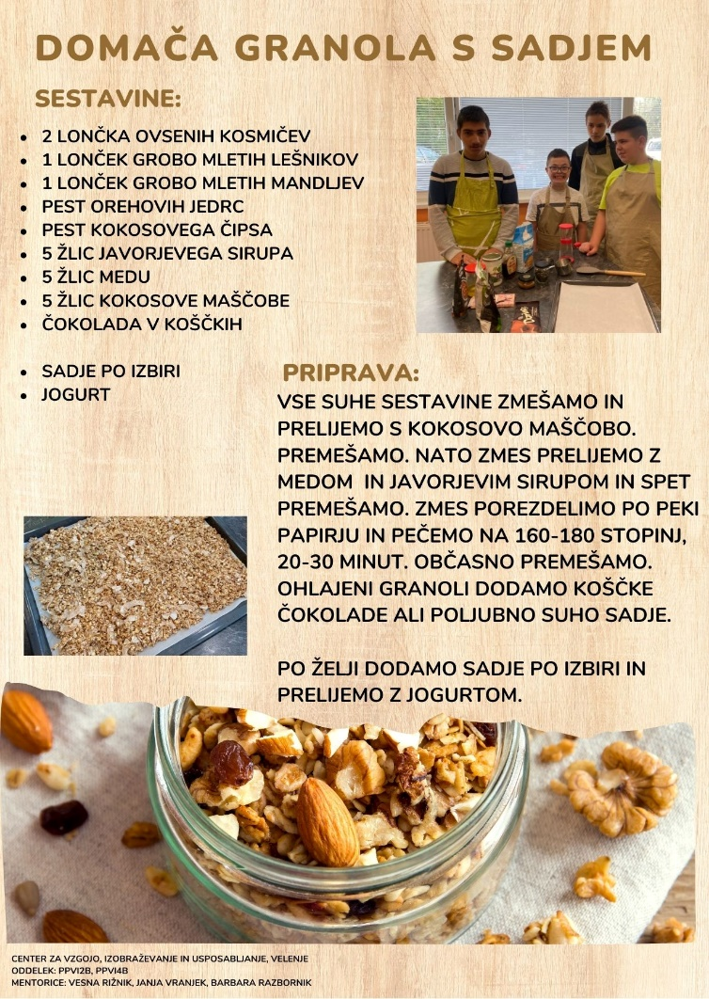 DOMAČA GRANOLA S SADJEM
SESTAVINE:
• 2 LONČKA OVSENIH KOSMIČEV
• 1 LONČEK GROBO MLETIH LEŠNIKOV
• 1 LONČEK GROBO MLETIH MANDLJEV
• PEST OREHOVIH JEDRC
• PEST KOKOSOVEGA ČIPSA
• 5 ŽLIC JAVORJEVEGA SIRUPA
• 5 ŽLIC MEDU
• 5 ŽLIC KOKOSOVE MAŠČOBE
• ČOKOLADA V KOŠČKIH
• SADJE PO IZBIRI
• JOGURT
PRIPRAVA:
VSE SUHE SESTAVINE ZMEŠAMO IN
PRELIJEMO S KOKOSOVO MAŠČOBO.
PREMEŠAMO. NATO ZMES PRELIJEMO Z
MEDOM IN JAVORJEVIM SIRUPOM IN SPET
PREMEŠAMO. ZMES POREZDELIMO PO PEKI
PAPIRJU IN PEČEMO NA 160-180 STOPINJ,
20-30 MINUT. OBČASNO PREMEŠAMO.
OHLAJENI GRANOLI DODAMO KOŠČKE
ČOKOLADE ALI POLJUBNO SUHO SADJE.
PO ŽELJI DODAMO SADJE PO IZBIRI IN
PRELIJEMO Z JOGURTOM.
CENTER ZA VZGOJO, IZOBRAŽEVANJE IN USPOSABLJANJE, VELENJE
ODDELEK: PPVI2B, PPVI4B
MENTORICE: VESNA RIŽNIK, JANJA VRANJEK, BARBARA RAZBORNIK